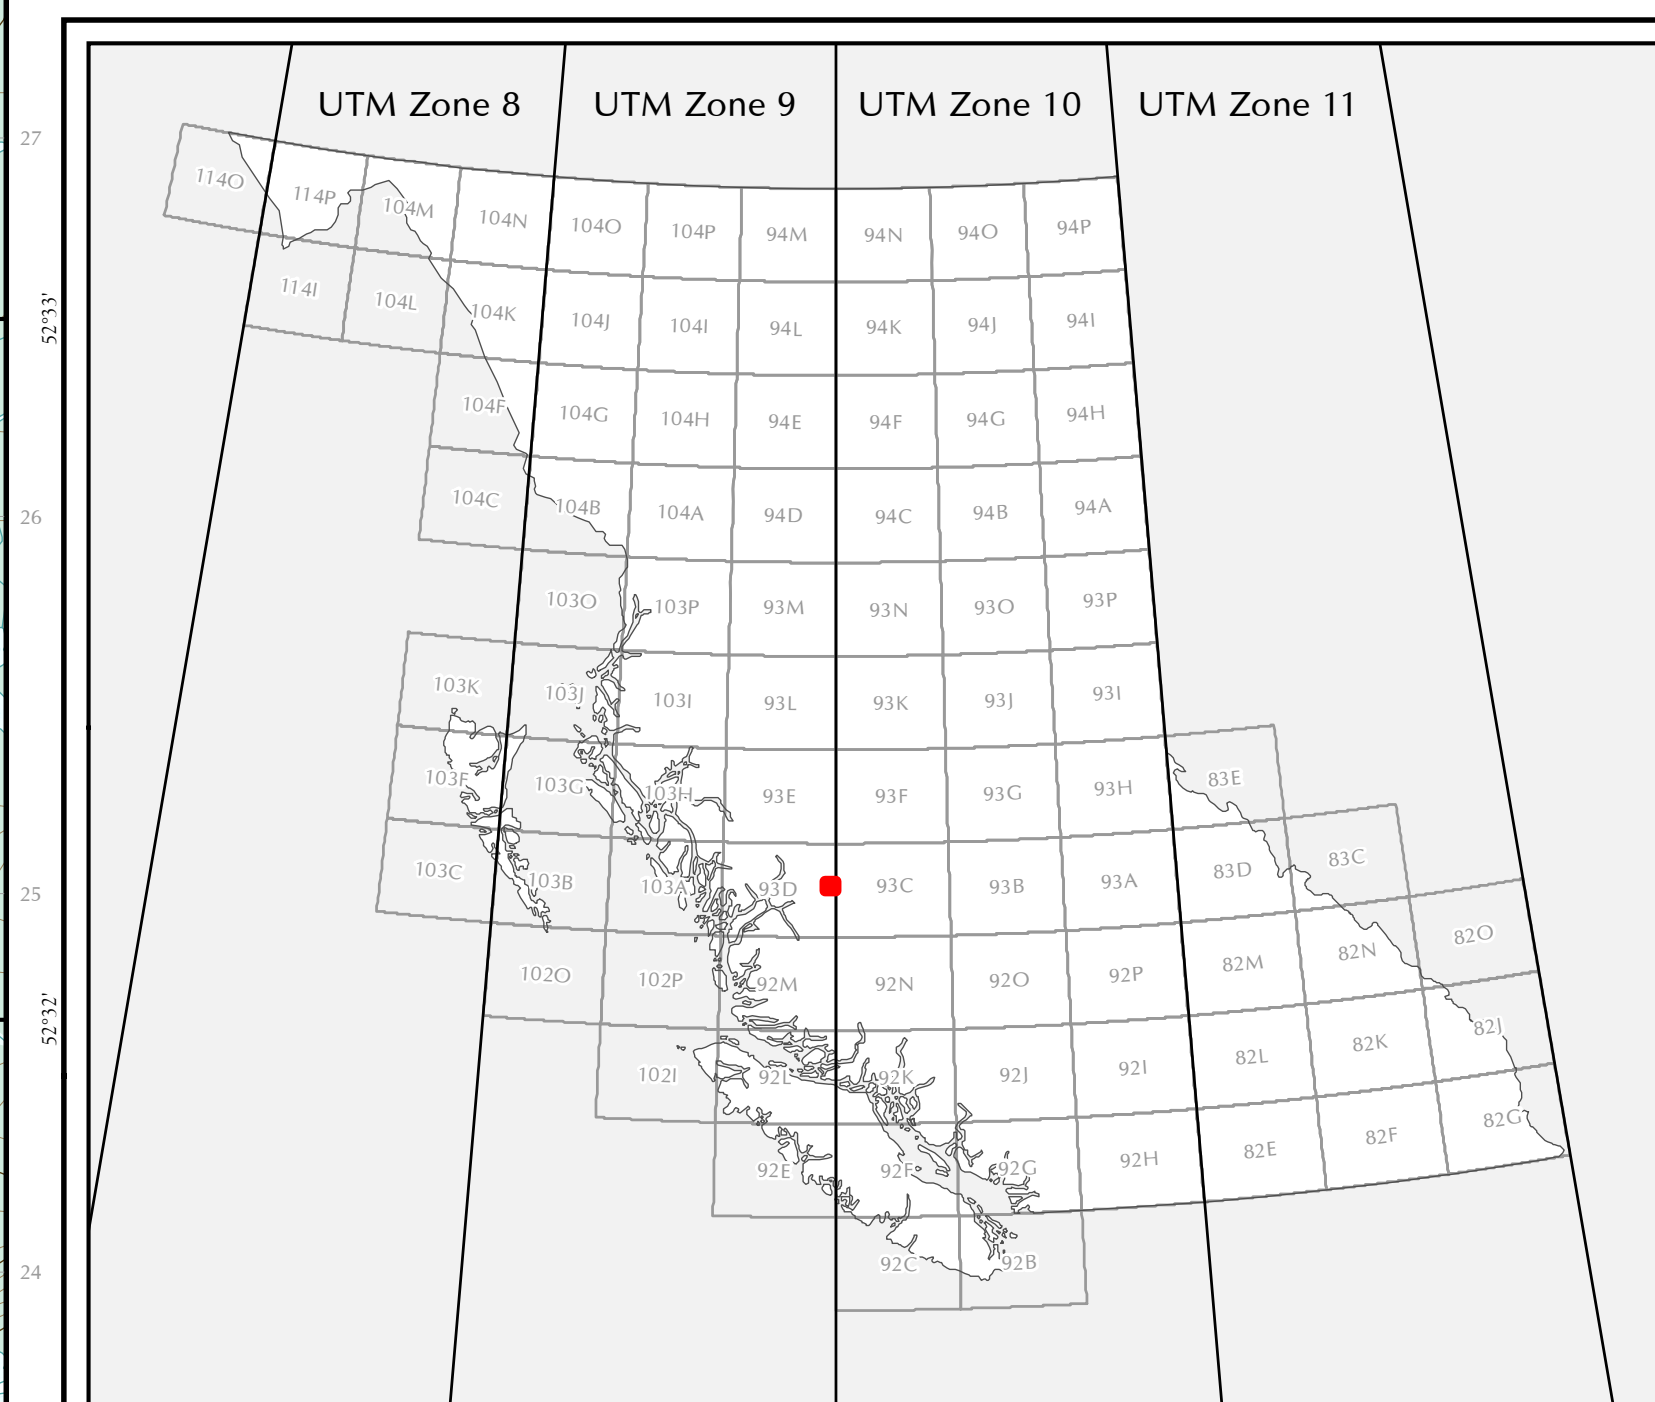 UTM Zone 8 UTM Zone 9 UTM Zone 10 UTM Zone 11
27
114O 114P 104M 104N 104O 104P 94M 94N 94O 94P
52°33'
114I 104L 104K 104J 104I 94L 94K 94J 94I
104F 104G 104H 94E 94F 94G 94H
26
104C 104B 104A 94D 94C 94B 94A
103O 103P 93M 93N 93O 93P
103K 103J 103I 93L 93K 93J 93I
103F 103G 103H 93E 93F 93G 93H 83E
25
103C 103B 103A 93D 93C 93B 93A 83D 83C
102O 102P 92M 92N 92O 92P 82M 82N 82O
52°32'
102I 92L 92K 92J 92I 82L 82K 82J
92E 92F 92G 92H 82E 82F 82G
24
92C 92B